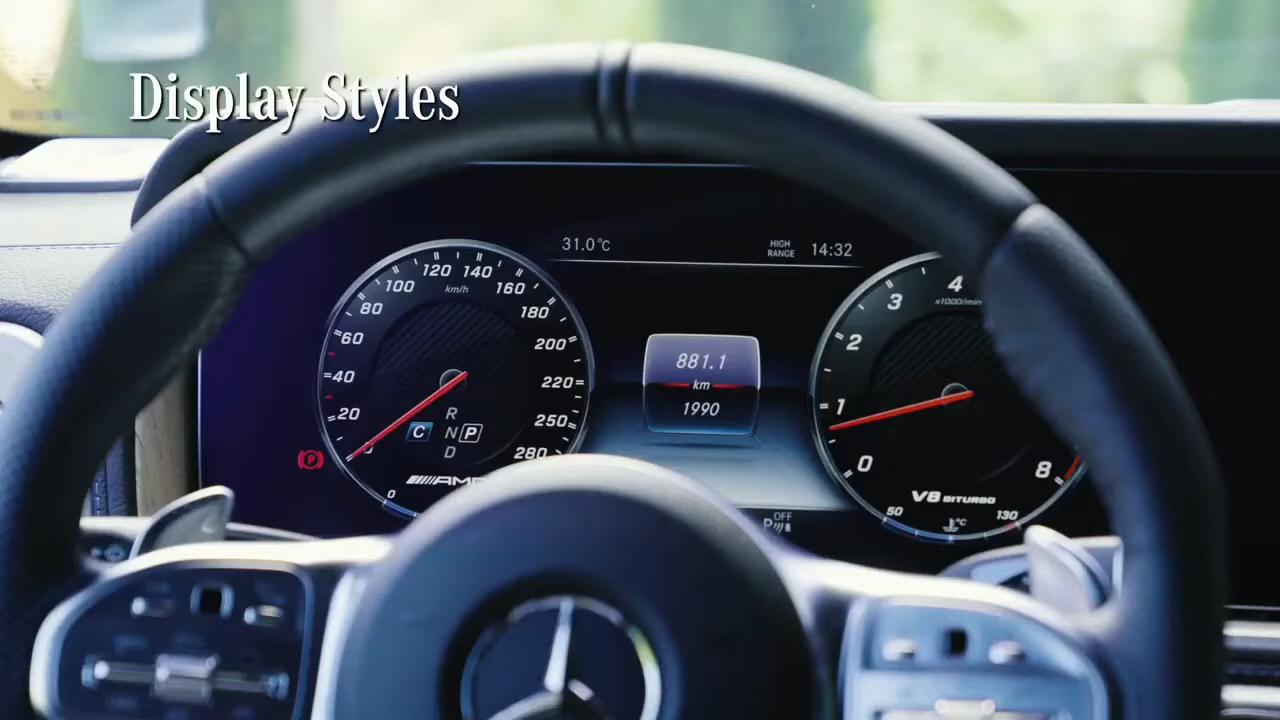 Display Styles
31.0°C
HIGH
RANGE
14:32
0
20
40
60
80
100
120
140
160
180
200
220
250
280
km/h
R
N
D
C
P
AMG
0
P
881.1
km
1990
OFF
P
0
1
2
3
4
8
x1000/min
V8 BITURBO
50
°C
130